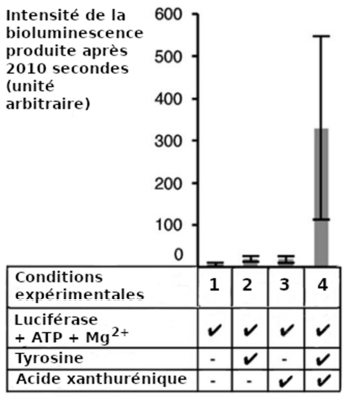 Intensité de la
bioluminescence
produite après
2010 secondes
(unité
arbitraire)
600
500
400
300
200
100
0
Conditions
expérimentales
1 2 3 4
Luciférase
+ ATP + Mg2+
✔ ✔ ✔ ✔
Tyrosine - ✔ - ✔
Acide xanthurénique - - ✔ ✔